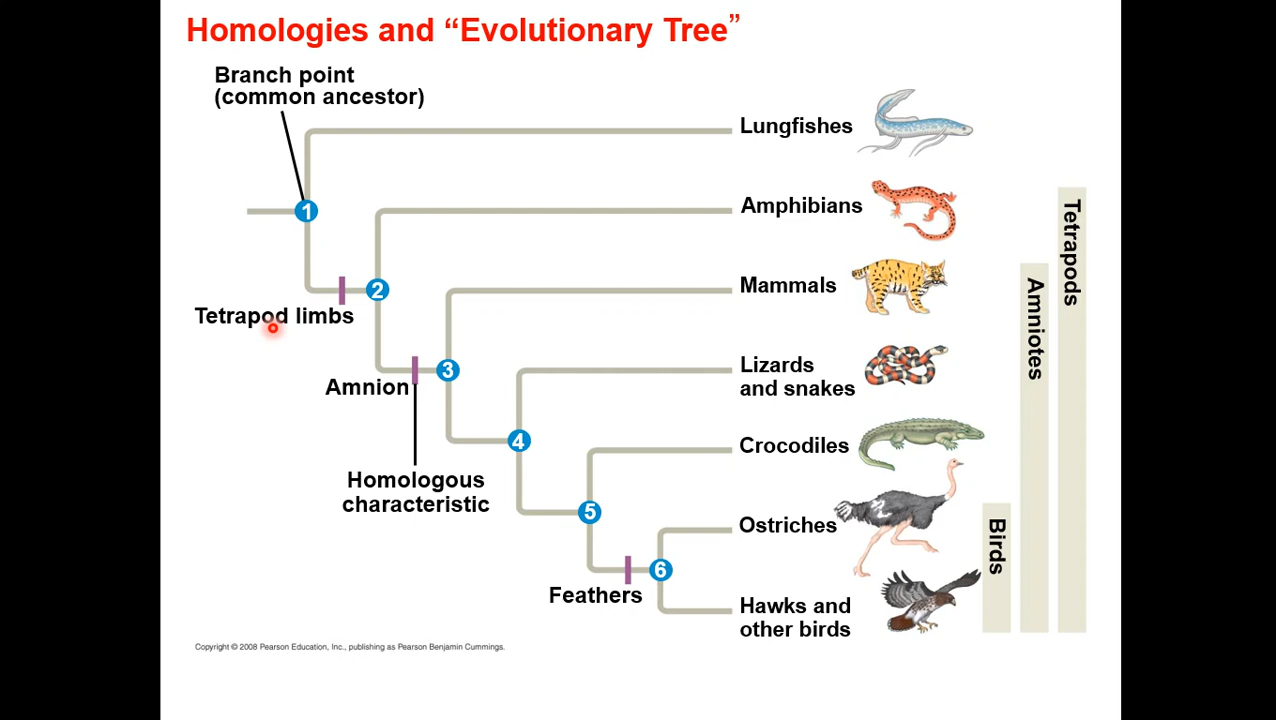 Homologies and “Evolutionary Tree”
Branch point
(common ancestor)
Lungfishes
Amphibians
Mammals
Lizards
and snakes
Crocodiles
Ostriches
Hawks and
other birds
1
2
3
4
5
6
Tetrapod limbs
Amnion
Homologous
characteristic
Feathers
Birds
Amniotes
Tetrapods
Copyright © 2008 Pearson Education, Inc., publishing as Pearson Benjamin Cummings.